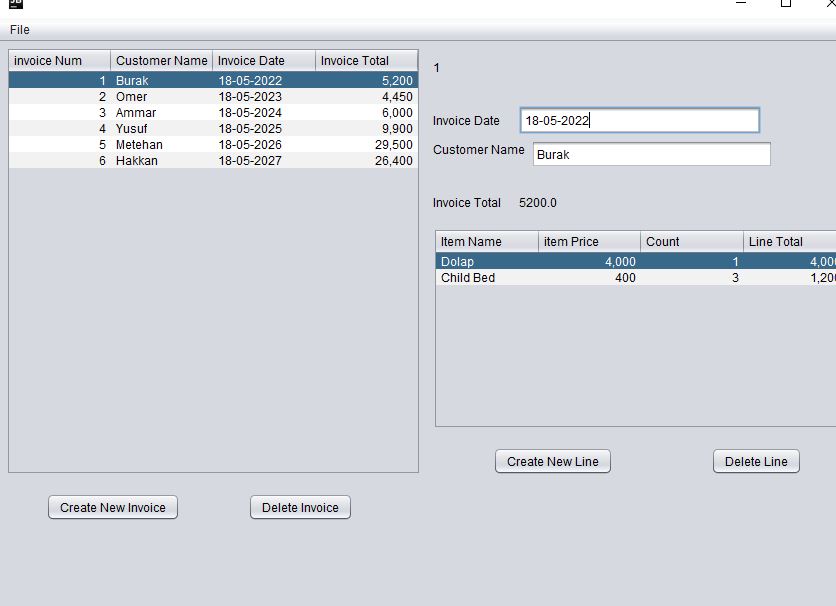 File
invoice Num Customer Name Invoice Date Invoice Total
1 Burak 18-05-2022 5,200
2 Omer 18-05-2023 4,450
3 Ammar 18-05-2024 6,000
4 Yusuf 18-05-2025 9,900
5 Metehan 18-05-2026 29,500
6 Hakkan 18-05-2027 26,400
Create New Invoice Delete Invoice
1
Invoice Date 18-05-2022
Customer Name Burak
Invoice Total 5200.0
Item Name item Price Count Line Total
Dolap 4,000 1 4,000
Child Bed 400 3 1,200
Create New Line Delete Line